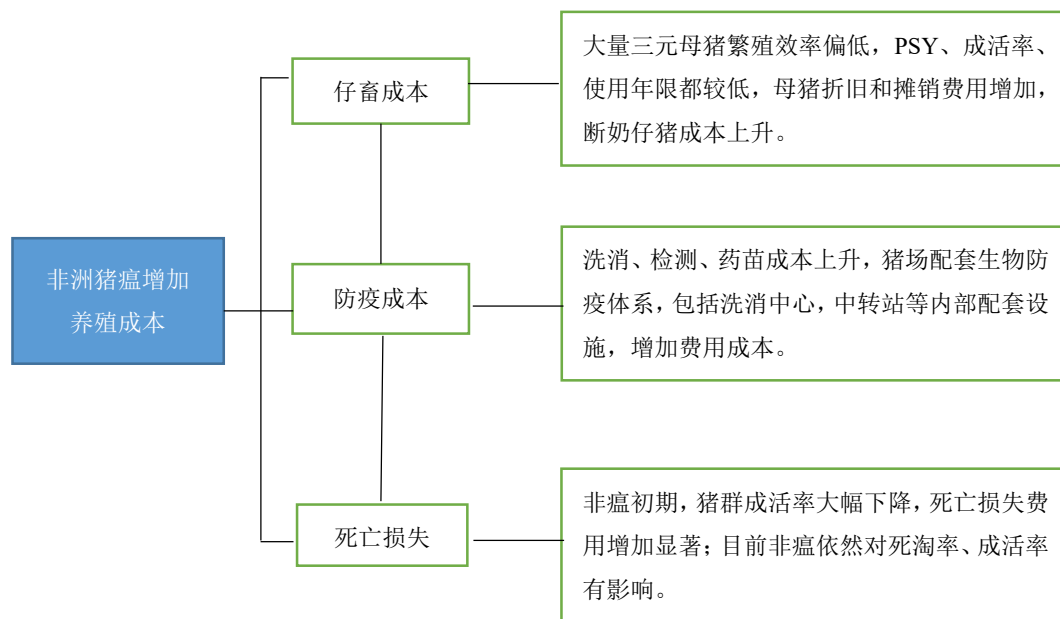 非洲猪瘟增加
养殖成本
仔畜成本
大量三元母猪繁殖效率偏低，PSY、成活率、
使用年限都较低，母猪折旧和摊销费用增加，
断奶仔猪成本上升。
防疫成本
洗消、检测、药苗成本上升，猪场配套生物防
疫体系，包括洗消中心，中转站等内部配套设
施，增加费用成本。
死亡损失
非瘟初期，猪群成活率大幅下降，死亡损失费
用增加显著；目前非瘟依然对死淘率、成活率
有影响。